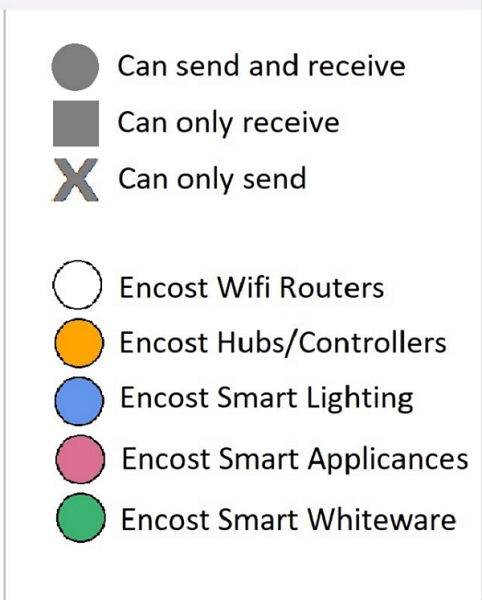 Can send and receive
Can only receive
Can only send
Encost Wifi Routers
Encost Hubs/Controllers
Encost Smart Lighting
Encost Smart Applicances
Encost Smart Whiteware